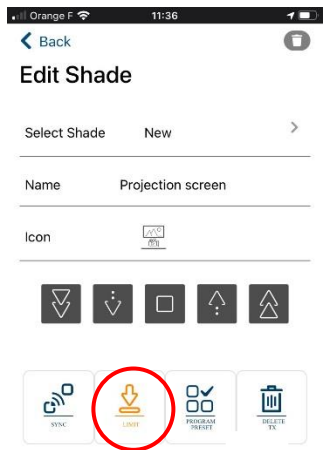 Orange F 11:36
Back
Edit Shade
Select Shade New
Name Projection screen
Icon
SYNC LIMIT PROGRAM PRESET DELETE TX